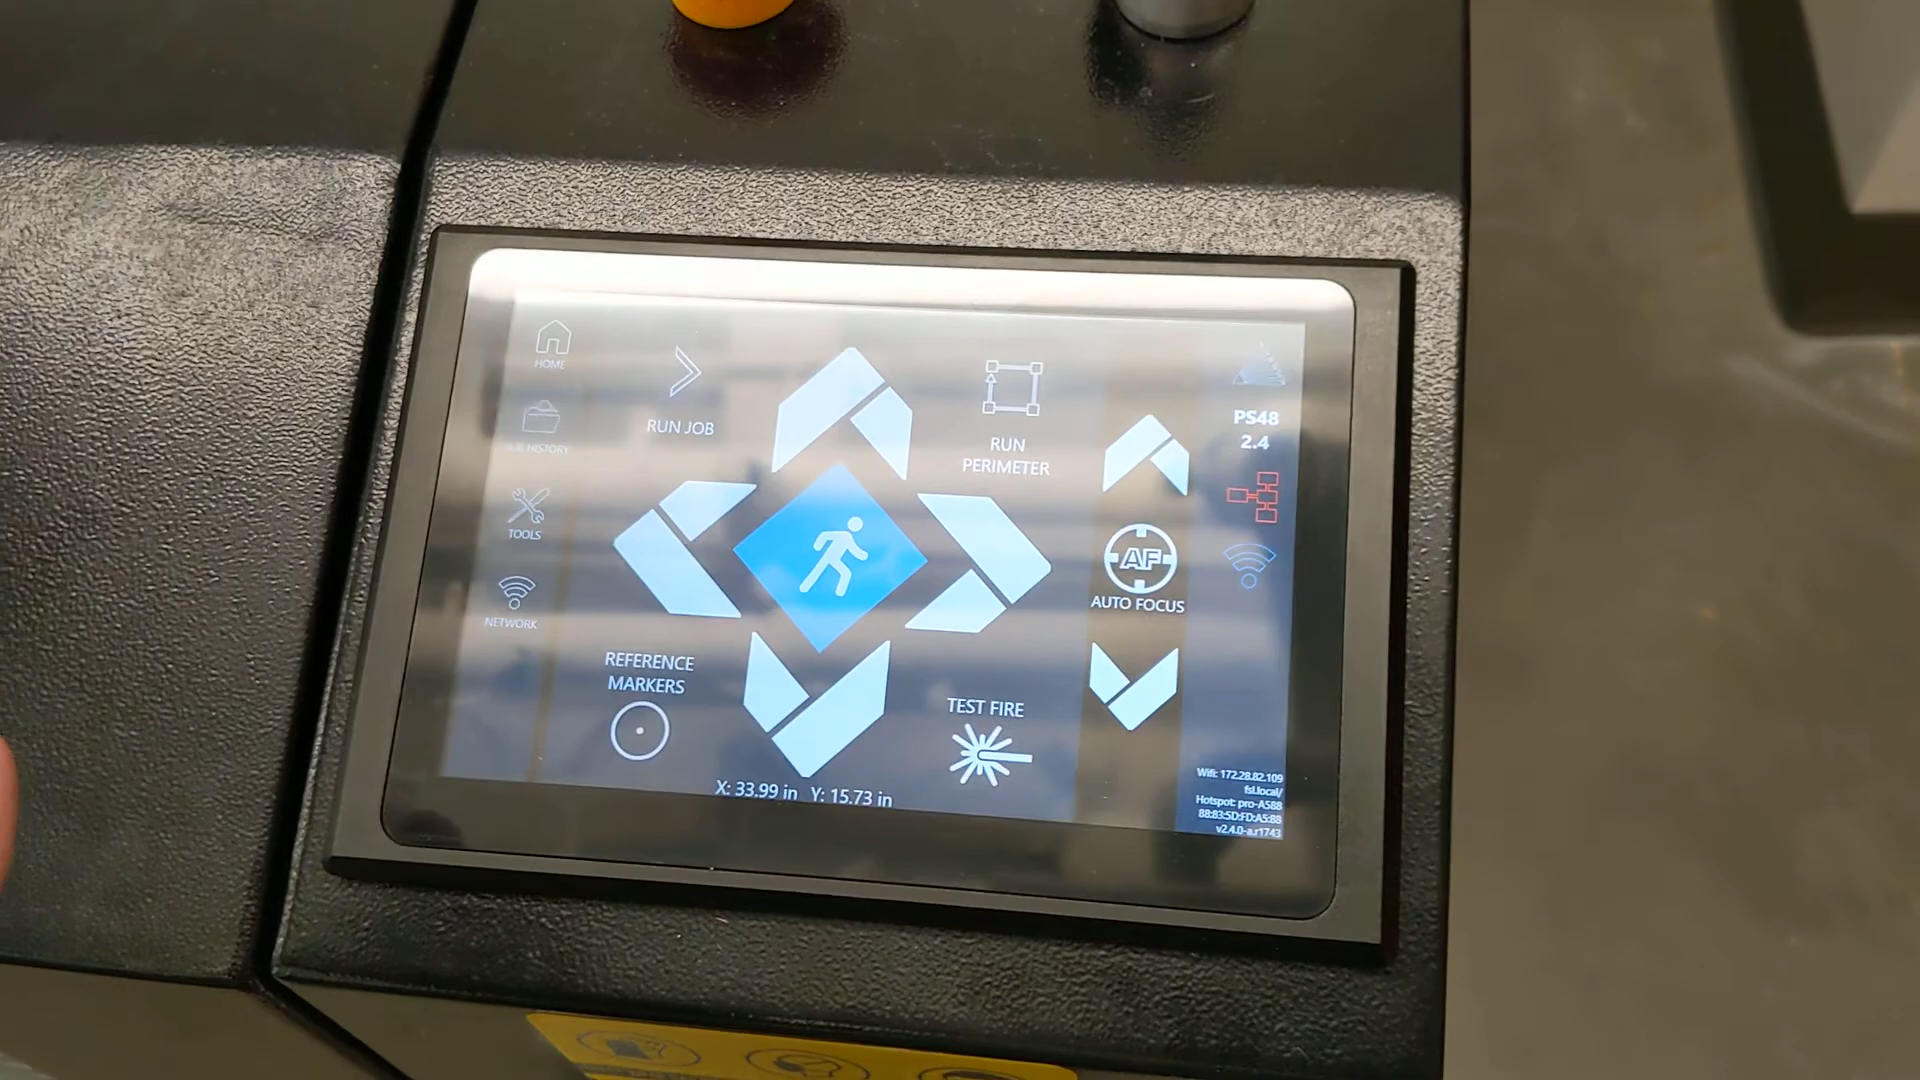 HOME
JOB HISTORY
TOOLS
NETWORK
RUN JOB
RUN
PERIMETER
AF
AUTO FOCUS
REFERENCE
MARKERS
TEST FIRE
X: 33.99 in Y: 15.73 in
PS48
2.4
Wifi: 172.28.82.109
fsl.local/
Hotspot: pro-A588
88:83:5D:FD:A5:88
v2.4.0-a.r1743